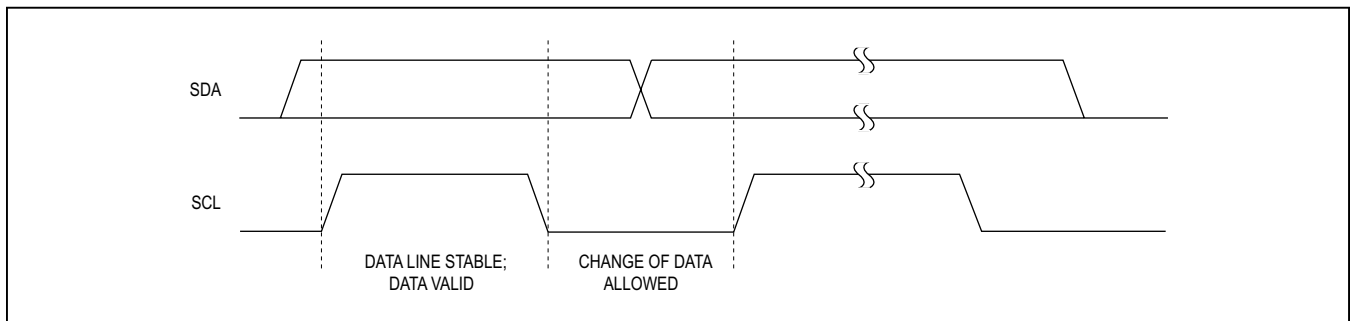 SDA
SCL
DATA LINE STABLE;
DATA VALID
CHANGE OF DATA
ALLOWED